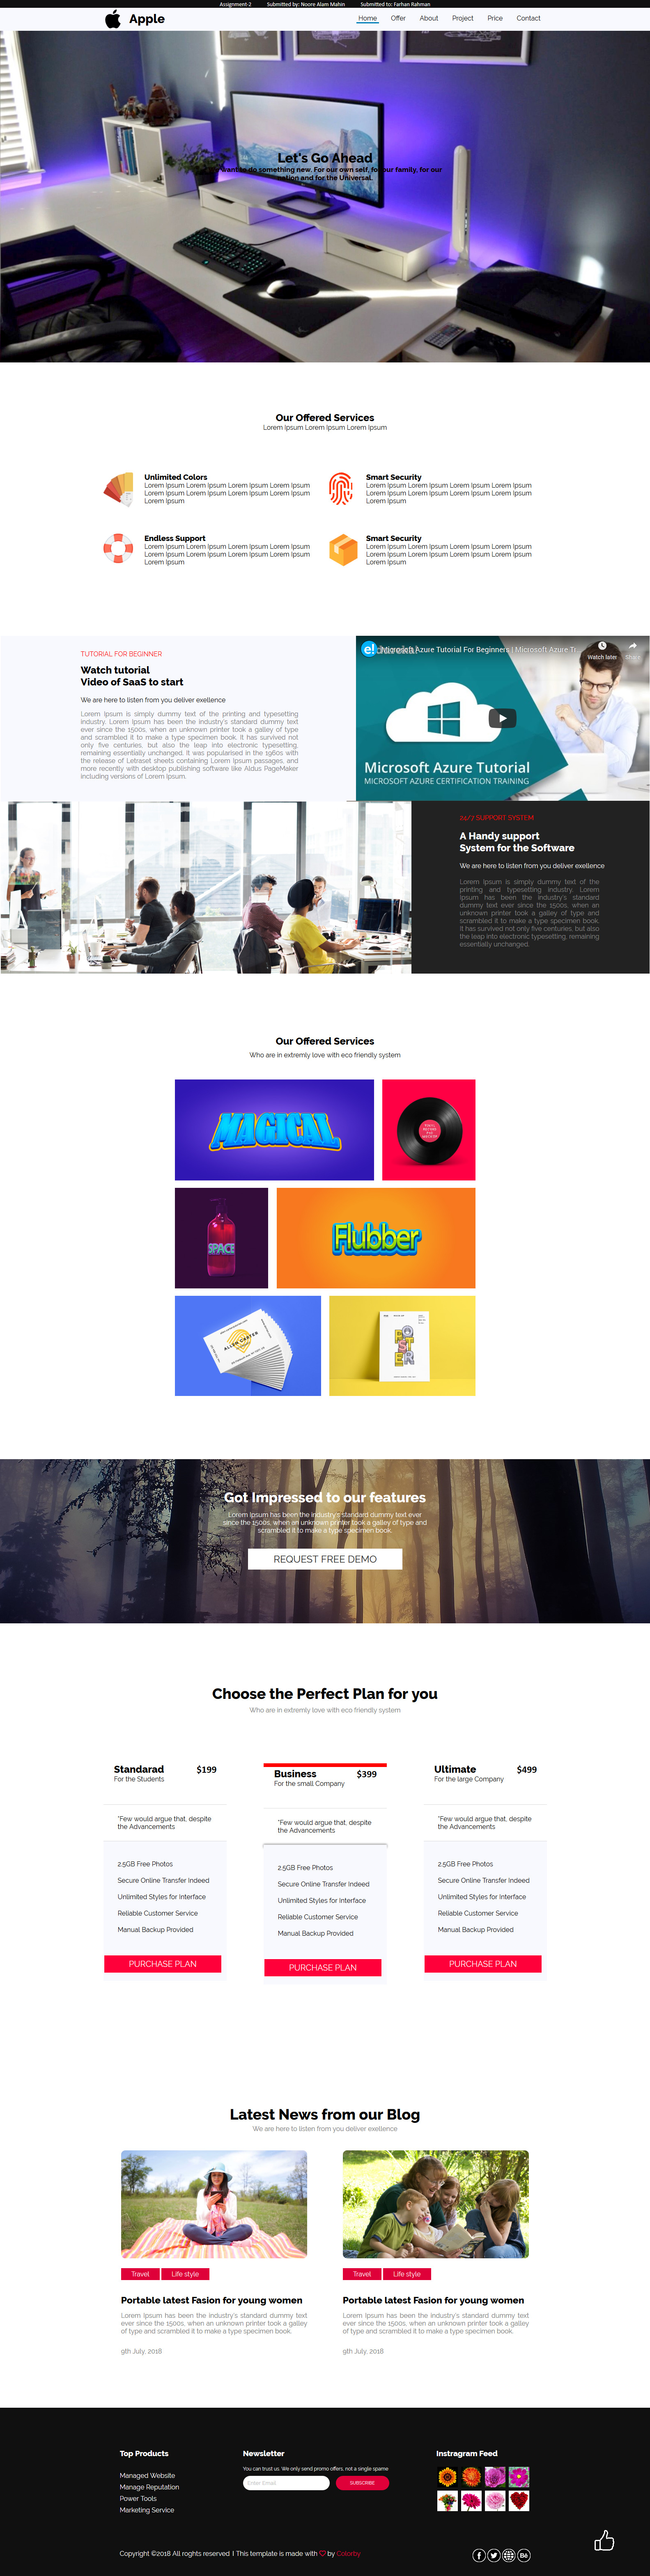 Assignment-2 Submitted by: Noore Alam Mahin Submitted to: Farhan Rahman
Apple
Home Offer About Project Price Contact
Let's Go Ahead
want to do something new. For our own self, for our family, for our
nation and for the Universal.
Our Offered Services
Lorem Ipsum Lorem Ipsum Lorem Ipsum
Unlimited Colors
Lorem Ipsum Lorem Ipsum Lorem Ipsum Lorem Ipsum
Lorem Ipsum Lorem Ipsum Lorem Ipsum Lorem Ipsum
Lorem Ipsum
Smart Security
Lorem Ipsum Lorem Ipsum Lorem Ipsum Lorem Ipsum
Lorem Ipsum Lorem Ipsum Lorem Ipsum Lorem Ipsum
Lorem Ipsum
Endless Support
Lorem Ipsum Lorem Ipsum Lorem Ipsum Lorem Ipsum
Lorem Ipsum Lorem Ipsum Lorem Ipsum Lorem Ipsum
Lorem Ipsum
Smart Security
Lorem Ipsum Lorem Ipsum Lorem Ipsum Lorem Ipsum
Lorem Ipsum Lorem Ipsum Lorem Ipsum Lorem Ipsum
Lorem Ipsum
TUTORIAL FOR BEGINNER
Watch tutorial
Video of SaaS to start
We are here to listen from you deliver exellence
Lorem Ipsum is simply dummy text of the printing and typesetting
industry. Lorem Ipsum has been the industry's standard dummy text
ever since the 1500s, when an unknown printer took a galley of type
and scrambled it to make a type specimen book. It has survived not
only five centuries, but also the leap into electronic typesetting,
remaining essentially unchanged. It was popularised in the 1960s with
the release of Letraset sheets containing Lorem Ipsum passages, and
more recently with desktop publishing software like Aldus PageMaker
including versions of Lorem Ipsum.
e!
Microsoft Azure Tutorial For Beginners | Microsoft Azure Tr
Watch later Share
Microsoft Azure Tutorial
MICROSOFT AZURE CERTIFICATION TRAINING
24/7 SUPPORT SYSTEM
A Handy support
System for the Software
We are here to listen from you deliver exellence
Lorem Ipsum is simply dummy text of the
printing and typesetting industry. Lorem
Ipsum has been the industry's standard
dummy text ever since the 1500s, when an
unknown printer took a galley of type and
scrambled it to make a type specimen book.
It has survived not only five centuries, but also
the leap into electronic typesetting, remaining
essentially unchanged.
Our Offered Services
Who are in extremly love with eco friendly system
MAGICAL
SPACE
Flubber
ALLEN CARTER
Got Impressed to our features
Lorem Ipsum has been the industry's standard dummy text ever
since the 1500s, when an unknown printer took a galley of type and
scrambled it to make a type specimen book.
REQUEST FREE DEMO
Choose the Perfect Plan for you
Who are in extremly love with eco friendly system
Standarad $199
For the Students
"Few would argue that, despite
the Advancements
2.5GB Free Photos
Secure Online Transfer Indeed
Unlimited Styles for Interface
Reliable Customer Service
Manual Backup Provided
PURCHASE PLAN
Business $399
For the small Company
"Few would argue that, despite
the Advancements
2.5GB Free Photos
Secure Online Transfer Indeed
Unlimited Styles for Interface
Reliable Customer Service
Manual Backup Provided
PURCHASE PLAN
Ultimate $499
For the large Company
"Few would argue that, despite
the Advancements
2.5GB Free Photos
Secure Online Transfer Indeed
Unlimited Styles for Interface
Reliable Customer Service
Manual Backup Provided
PURCHASE PLAN
Latest News from our Blog
We are here to listen from you deliver exellence
Travel Life style
Portable latest Fasion for young women
Lorem Ipsum has been the industry's standard dummy text
ever since the 1500s, when an unknown printer took a galley
of type and scrambled it to make a type specimen book.
9th July, 2018
Travel Life style
Portable latest Fasion for young women
Lorem Ipsum has been the industry's standard dummy text
ever since the 1500s, when an unknown printer took a galley
of type and scrambled it to make a type specimen book.
9th July, 2018
Top Products
Managed Website
Manage Reputation
Power Tools
Marketing Service
Newsletter
You can trust us. We only send promo offers, not a single spame
Enter Email SUBSCRIBE
Instragram Feed
Copyright ©2018 All roghts reserved | This template is made with by Colorby